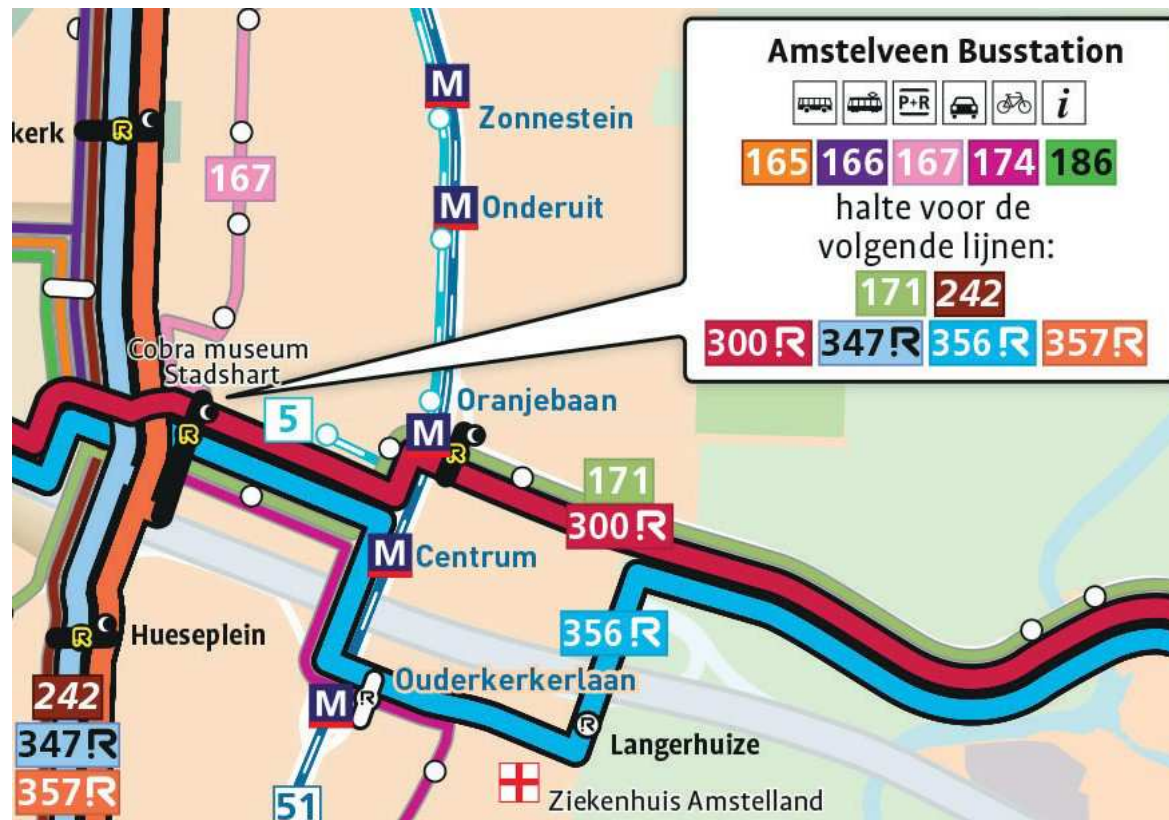 Amstelveen Busstation
P+R i
165 166 167 174 186
halte voor de
volgende lijnen:
171 242
300 R 347 R 356 R 357 R
M
Zonnestein
kerk R
167
M Onderuit
Cobra museum
Stadshart
5
R
Oranjebaan
M
R
171
300 R
M Centrum
356 R
Hueseplein
R
242
347 R
357 R
Ouderkerkerlaan
M R
R
Langerhuize
51
Ziekenhuis Amstelland